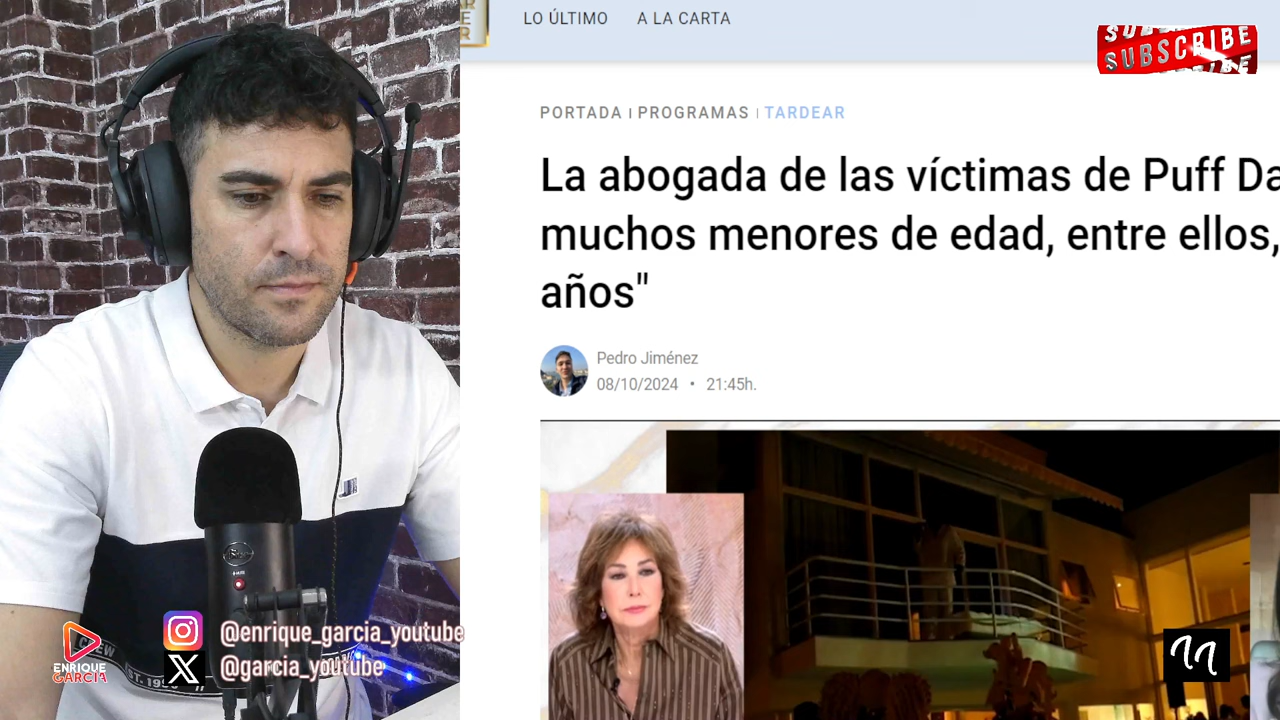 LO ÚLTIMO A LA CARTA
SUBSCRIBE
PORTADA | PROGRAMAS | TARDEAR
La abogada de las víctimas de Puff Da
muchos menores de edad, entre ellos,
años"
Pedro Jiménez
08/10/2024 • 21:45h.
@enrique_garcia_youtube
@garcia_youtube
ENRIQUE
GARCIA